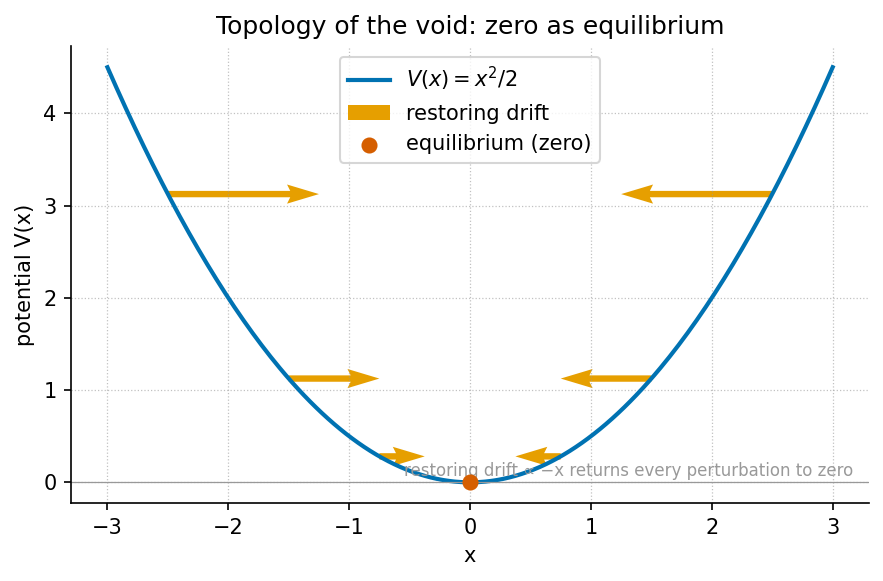 Topology of the void: zero as equilibrium
V(x) = x²/2
restoring drift
equilibrium (zero)
potential V(x)
4
3
2
1
0
restoring drift = −x returns every perturbation to zero
−3 −2 −1 0 1 2 3
x